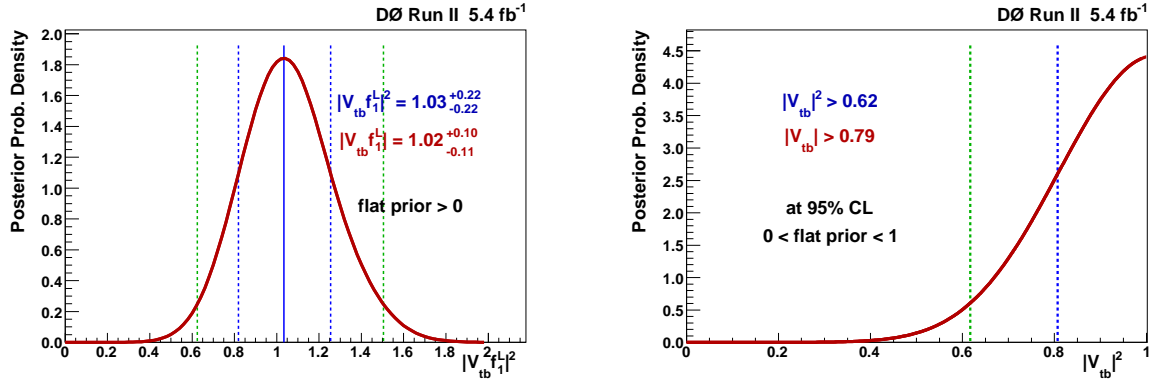 DØ Run II 5.4 fb⁻¹
Posterior Prob. Density
2.0
1.8
1.6
1.4
1.2
1.0
0.8
0.6
0.4
0.2
0.0
|V_tb f₁^L|² = 1.03 +0.22 -0.22
|V_tb f₁^L| = 1.02 +0.10 -0.11
flat prior > 0
0 0.2 0.4 0.6 0.8 1 1.2 1.4 1.6 1.8 2
|V_tb f₁^L|²
DØ Run II 5.4 fb⁻¹
Posterior Prob. Density
4.5
4.0
3.5
3.0
2.5
2.0
1.5
1.0
0.5
0.0
|V_tb|² > 0.62
|V_tb| > 0.79
at 95% CL
0 < flat prior < 1
0 0.2 0.4 0.6 0.8 1
|V_tb|²